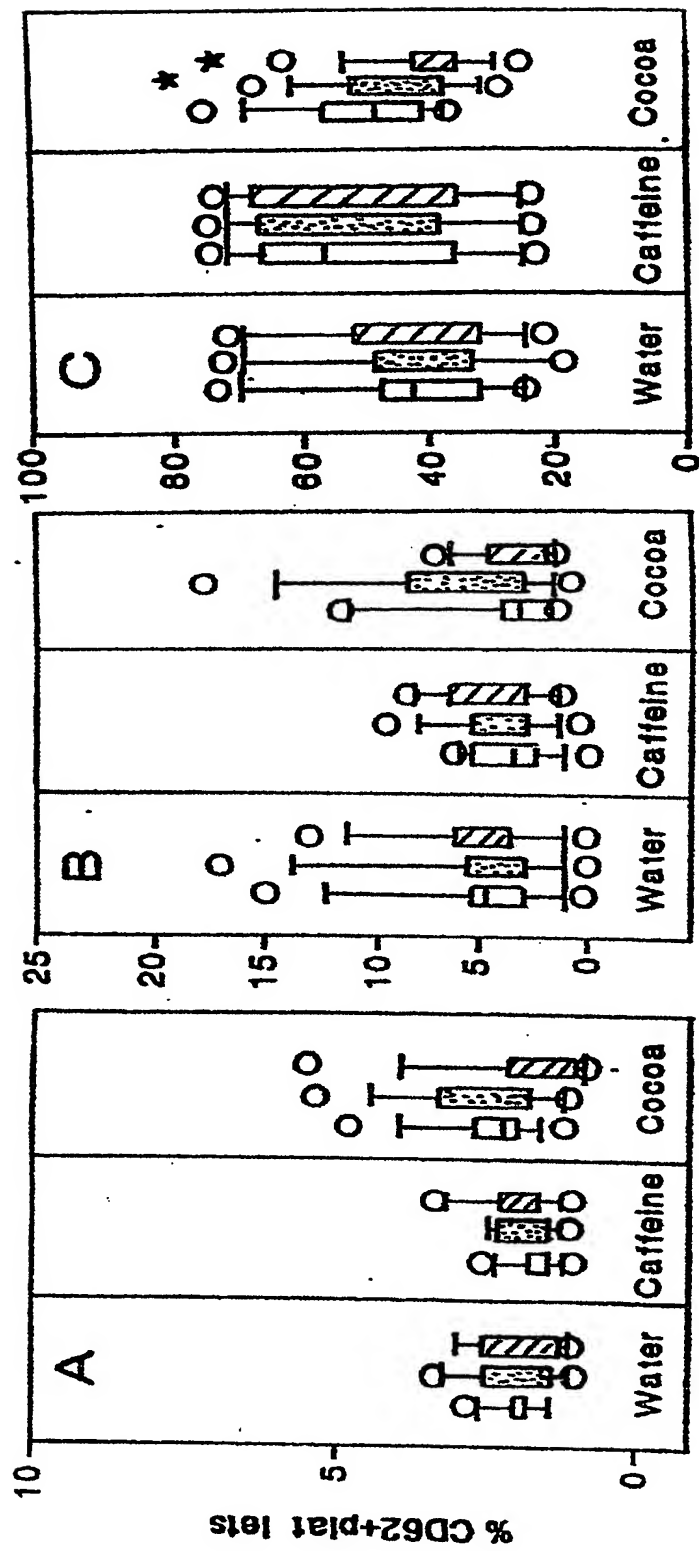 % CD62+plat lets
A
10
5
0
Water
Caffeine
Cocoa
B
25
20
15
10
5
0
Water
Caffeine
Cocoa
C
100
80
60
40
20
0
Water
Caffeine
Cocoa
* *